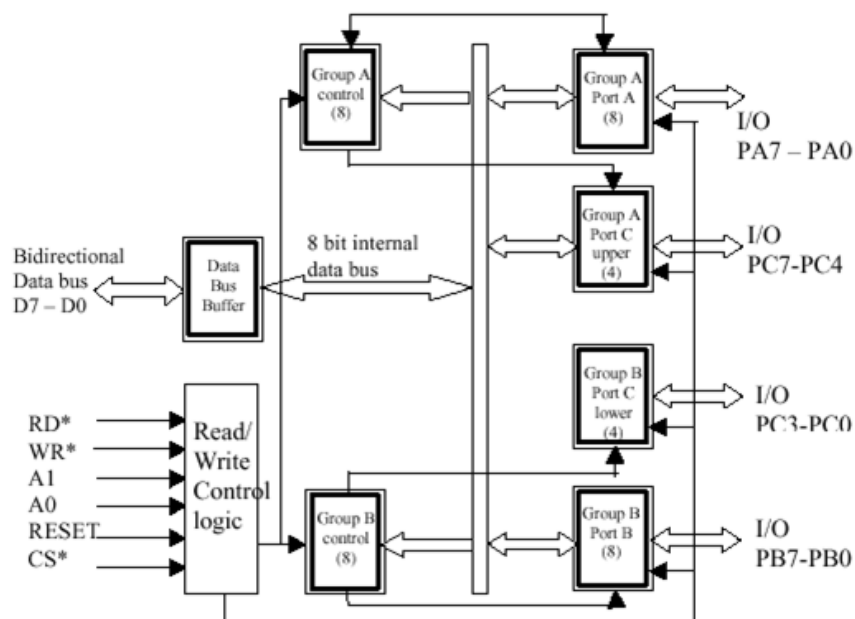 Group A
control
(8)
Group A
Port A
(8)
I/O
PA7 – PA0
Group A
Port C
upper
(4)
I/O
PC7-PC4
Bidirectional
Data bus
D7 – D0
Data
Bus
Buffer
8 bit internal
data bus
Group B
Port C
lower
(4)
I/O
PC3-PC0
RD*
WR*
A1
A0
RESET
CS*
Read/
Write
Control
logic
Group B
control
(8)
Group B
Port B
(8)
I/O
PB7-PB0